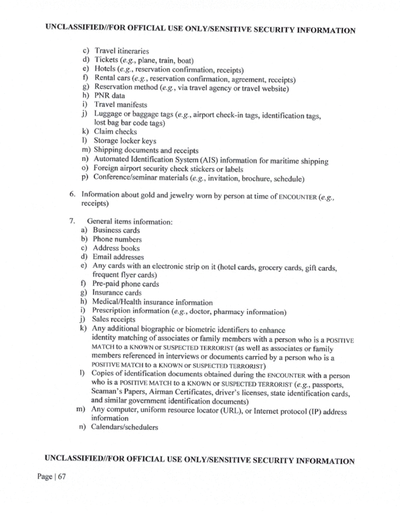 UNCLASSIFIED//FOR OFFICIAL USE ONLY/SENSITIVE SECURITY INFORMATION
c) Travel itineraries
d) Tickets (e.g., plane, train, boat)
e) Hotels (e.g., reservation confirmation, receipts)
f) Rental cars (e.g., reservation confirmation, agreement, receipts)
g) Reservation method (e.g., via travel agency or travel website)
h) PNR data
i) Travel manifests
j) Luggage or baggage tags (e.g., airport check-in tags, identification tags,
lost bag bar code tags)
k) Claim checks
l) Storage locker keys
m) Shipping documents and receipts
n) Automated Identification System (AIS) information for maritime shipping
o) Foreign airport security check stickers or labels
p) Conference/seminar materials (e.g., invitation, brochure, schedule)
6. Information about gold and jewelry worn by person at time of ENCOUNTER (e.g.,
receipts)
7. General items information:
a) Business cards
b) Phone numbers
c) Address books
d) Email addresses
e) Any cards with an electronic strip on it (hotel cards, grocery cards, gift cards,
frequent flyer cards)
f) Pre-paid phone cards
g) Insurance cards
h) Medical/Health insurance information
i) Prescription information (e.g., doctor, pharmacy information)
j) Sales receipts
k) Any additional biographic or biometric identifiers to enhance
identity matching of associates or family members with a person who is a POSITIVE
MATCH to a KNOWN or SUSPECTED TERRORIST (as well as associates or family
members referenced in interviews or documents carried by a person who is a
POSITIVE MATCH to a KNOWN or SUSPECTED TERRORIST)
l) Copies of identification documents obtained during the ENCOUNTER with a person
who is a POSITIVE MATCH to a KNOWN or SUSPECTED TERRORIST (e.g., passports,
Seaman's Papers, Airman Certificates, driver's licenses, state identification cards,
and similar government identification documents)
m) Any computer, uniform resource locator (URL), or Internet protocol (IP) address
information
n) Calendars/schedulers
UNCLASSIFIED//FOR OFFICIAL USE ONLY/SENSITIVE SECURITY INFORMATION
Page | 67